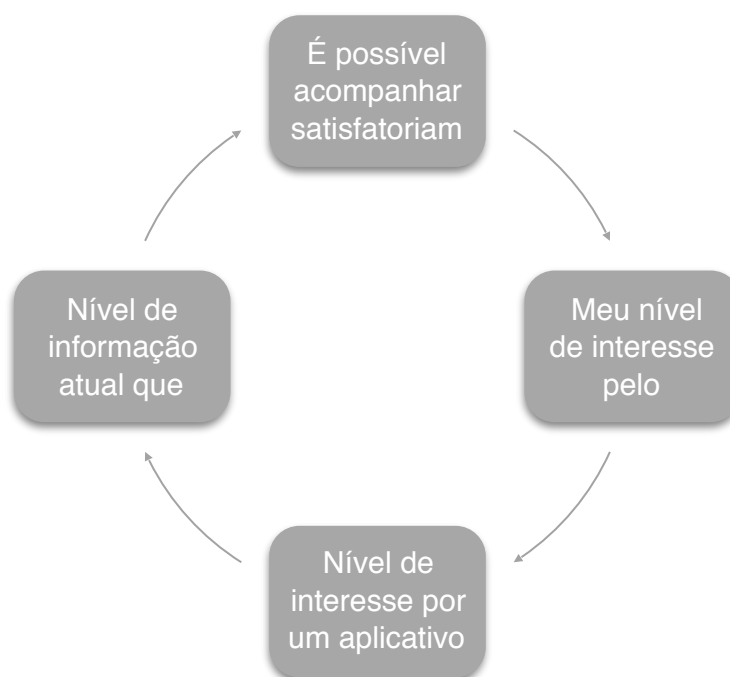 É possível
acompanhar
satisfatoriam
Meu nível
de interesse
pelo
Nível de
interesse por
um aplicativo
Nível de
informação
atual que